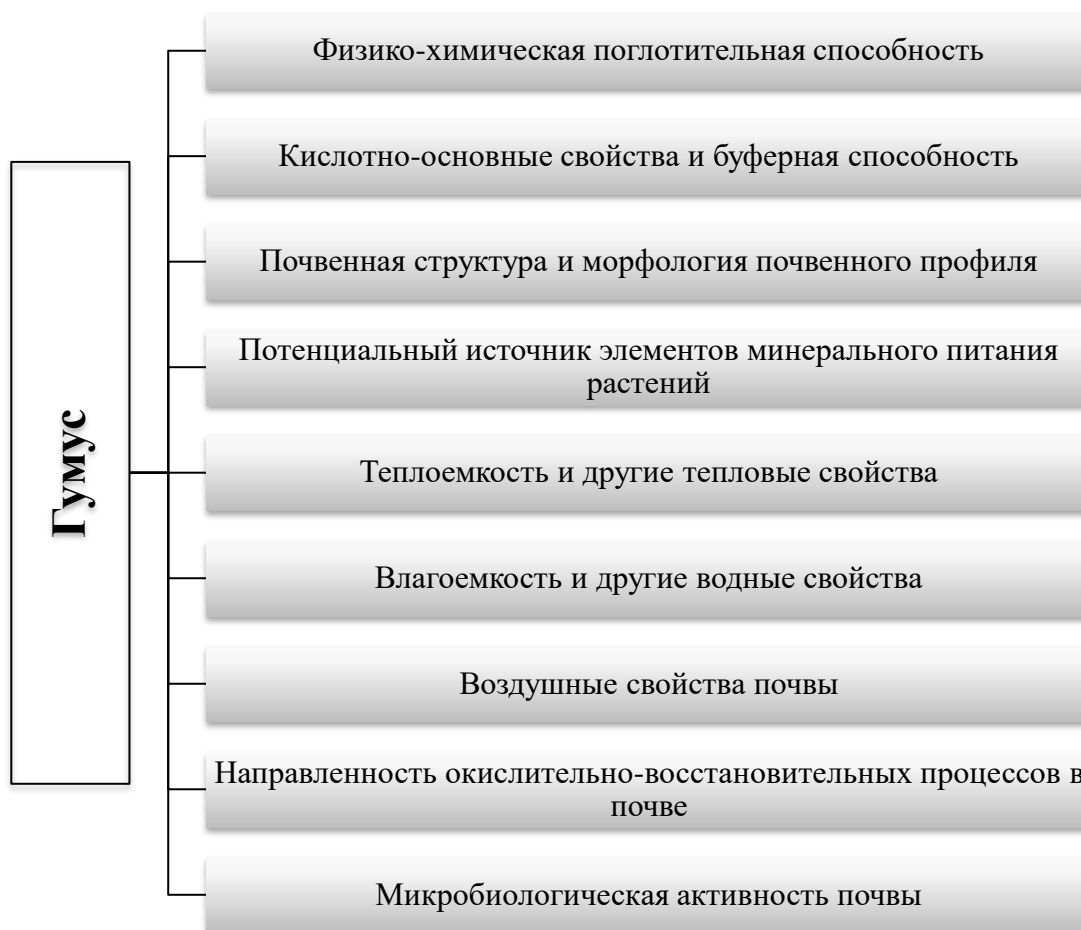 Гумус
Физико-химическая поглотительная способность
Кислотно-основные свойства и буферная способность
Почвенная структура и морфология почвенного профиля
Потенциальный источник элементов минерального питания
растений
Теплоемкость и другие тепловые свойства
Влагоемкость и другие водные свойства
Воздушные свойства почвы
Направленность окислительно-восстановительных процессов в
почве
Микробиологическая активность почвы